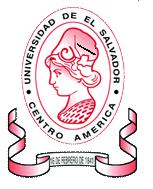 UNIVERSIDAD DE EL SALVADOR
CENTRO AMERICA
16 DE FEBRERO DE 1841